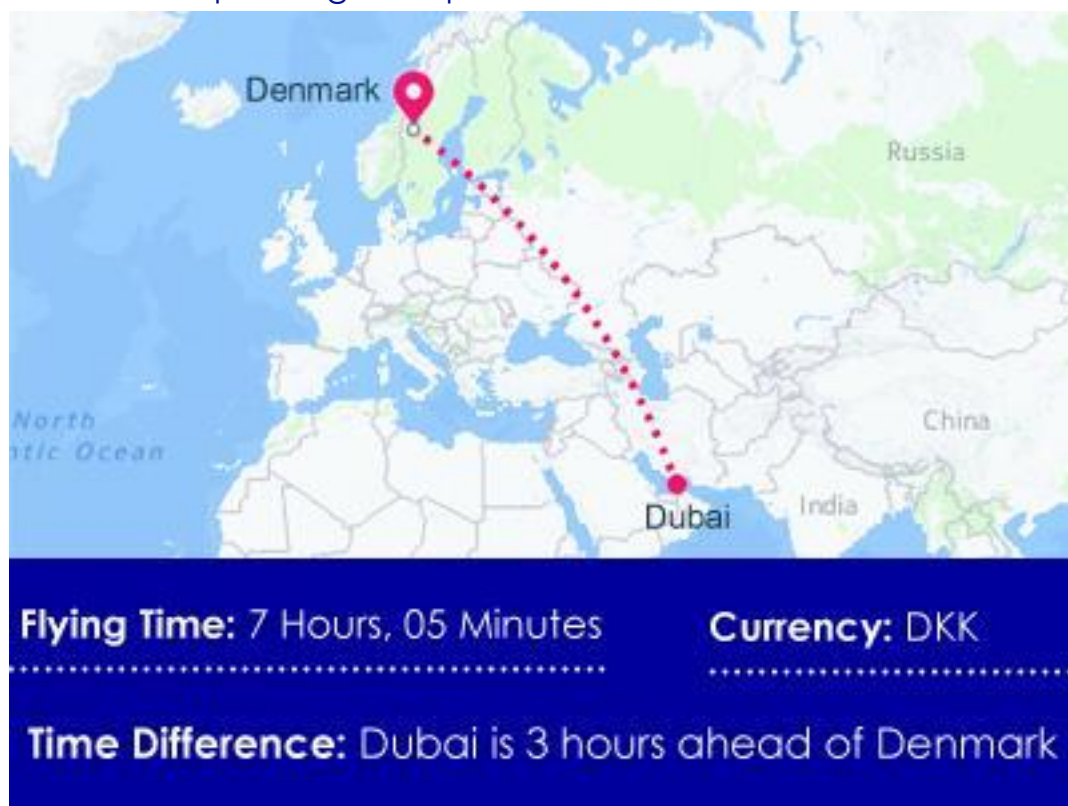 Denmark
Russia
North
ntic Ocean
China
India
Dubai
Flying Time: 7 Hours, 05 Minutes
Currency: DKK
Time Difference: Dubai is 3 hours ahead of Denmark